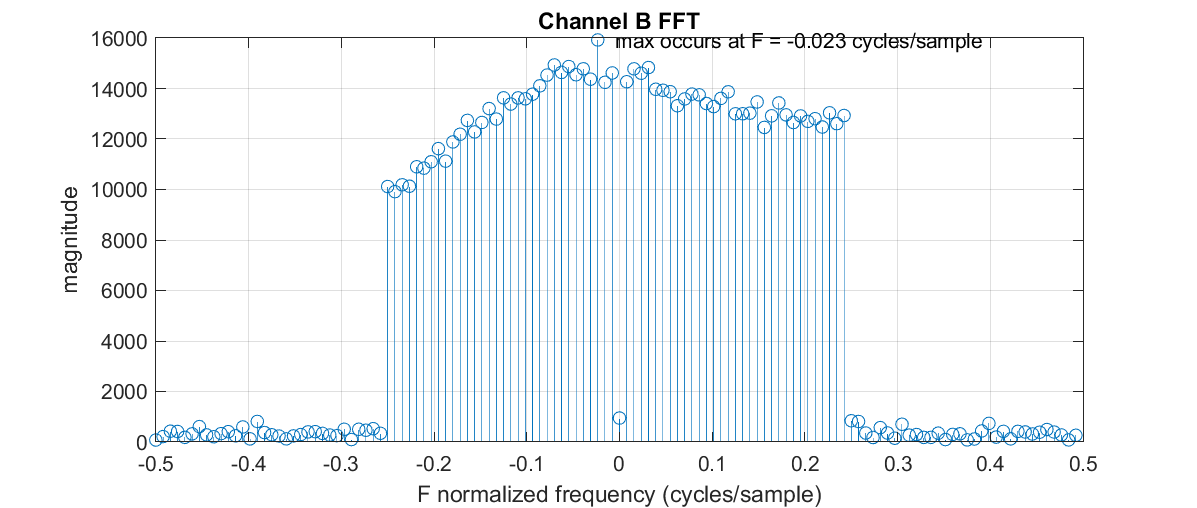 Channel B FFT
max occurs at F = -0.023 cycles/sample
16000
14000
12000
10000
8000
6000
4000
2000
0
magnitude
-0.5 -0.4 -0.3 -0.2 -0.1 0 0.1 0.2 0.3 0.4 0.5
F normalized frequency (cycles/sample)